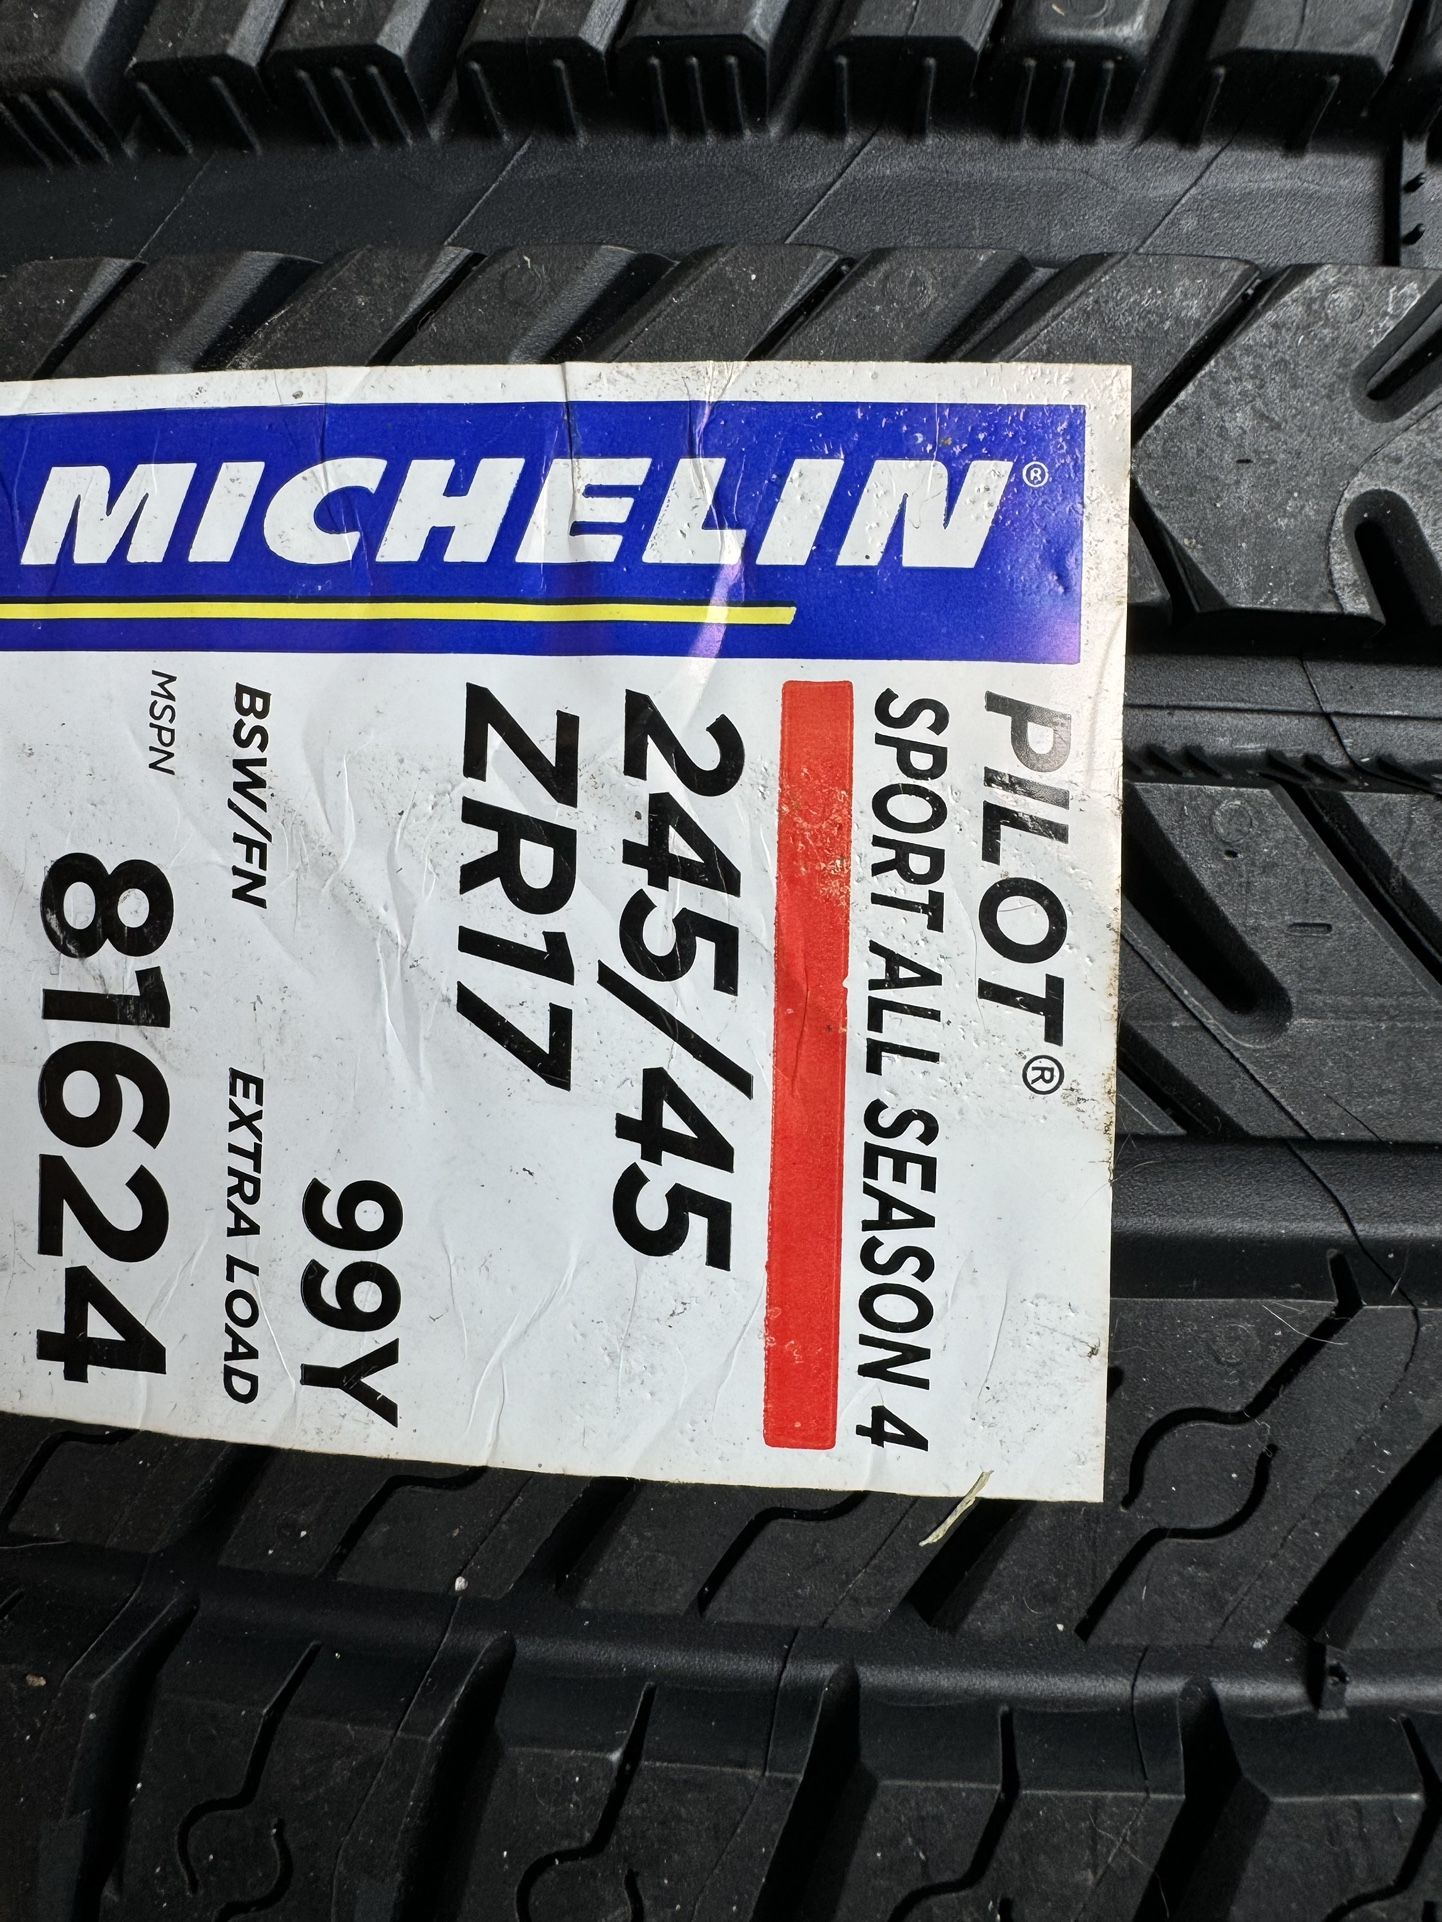 MICHELIN®
PILOT®
SPORT ALL SEASON 4
245/45
ZR17
99Y
BSW/FN EXTRA LOAD
MSPN 81624